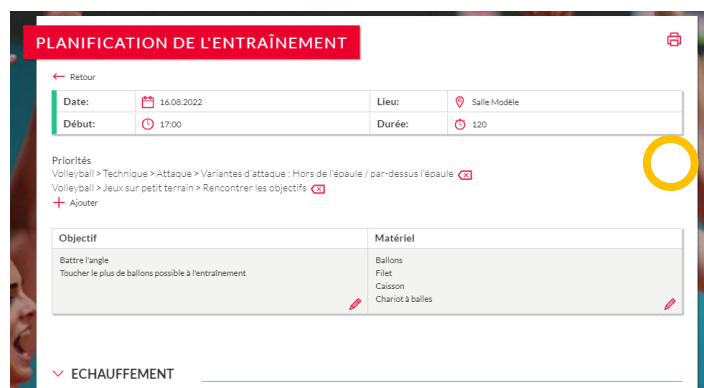 PLANIFICATION DE L'ENTRAÎNEMENT
Retour
Date: 16.08.2022 Lieu: Salle Modèle
Début: 17:00 Durée: 120
Priorités
Volleyball > Technique > Attaque > Variantes d'attaque : Hors de l'épaule / par-dessus l'épaule
Volleyball > Jeux sur petit terrain > Rencontrer les objectifs
Ajouter
Objectif Matériel
Battre l'angle
Toucher le plus de ballons possible à l'entraînement
Ballons
Filet
Caisson
Chariot à balles
ECHAUFFEMENT